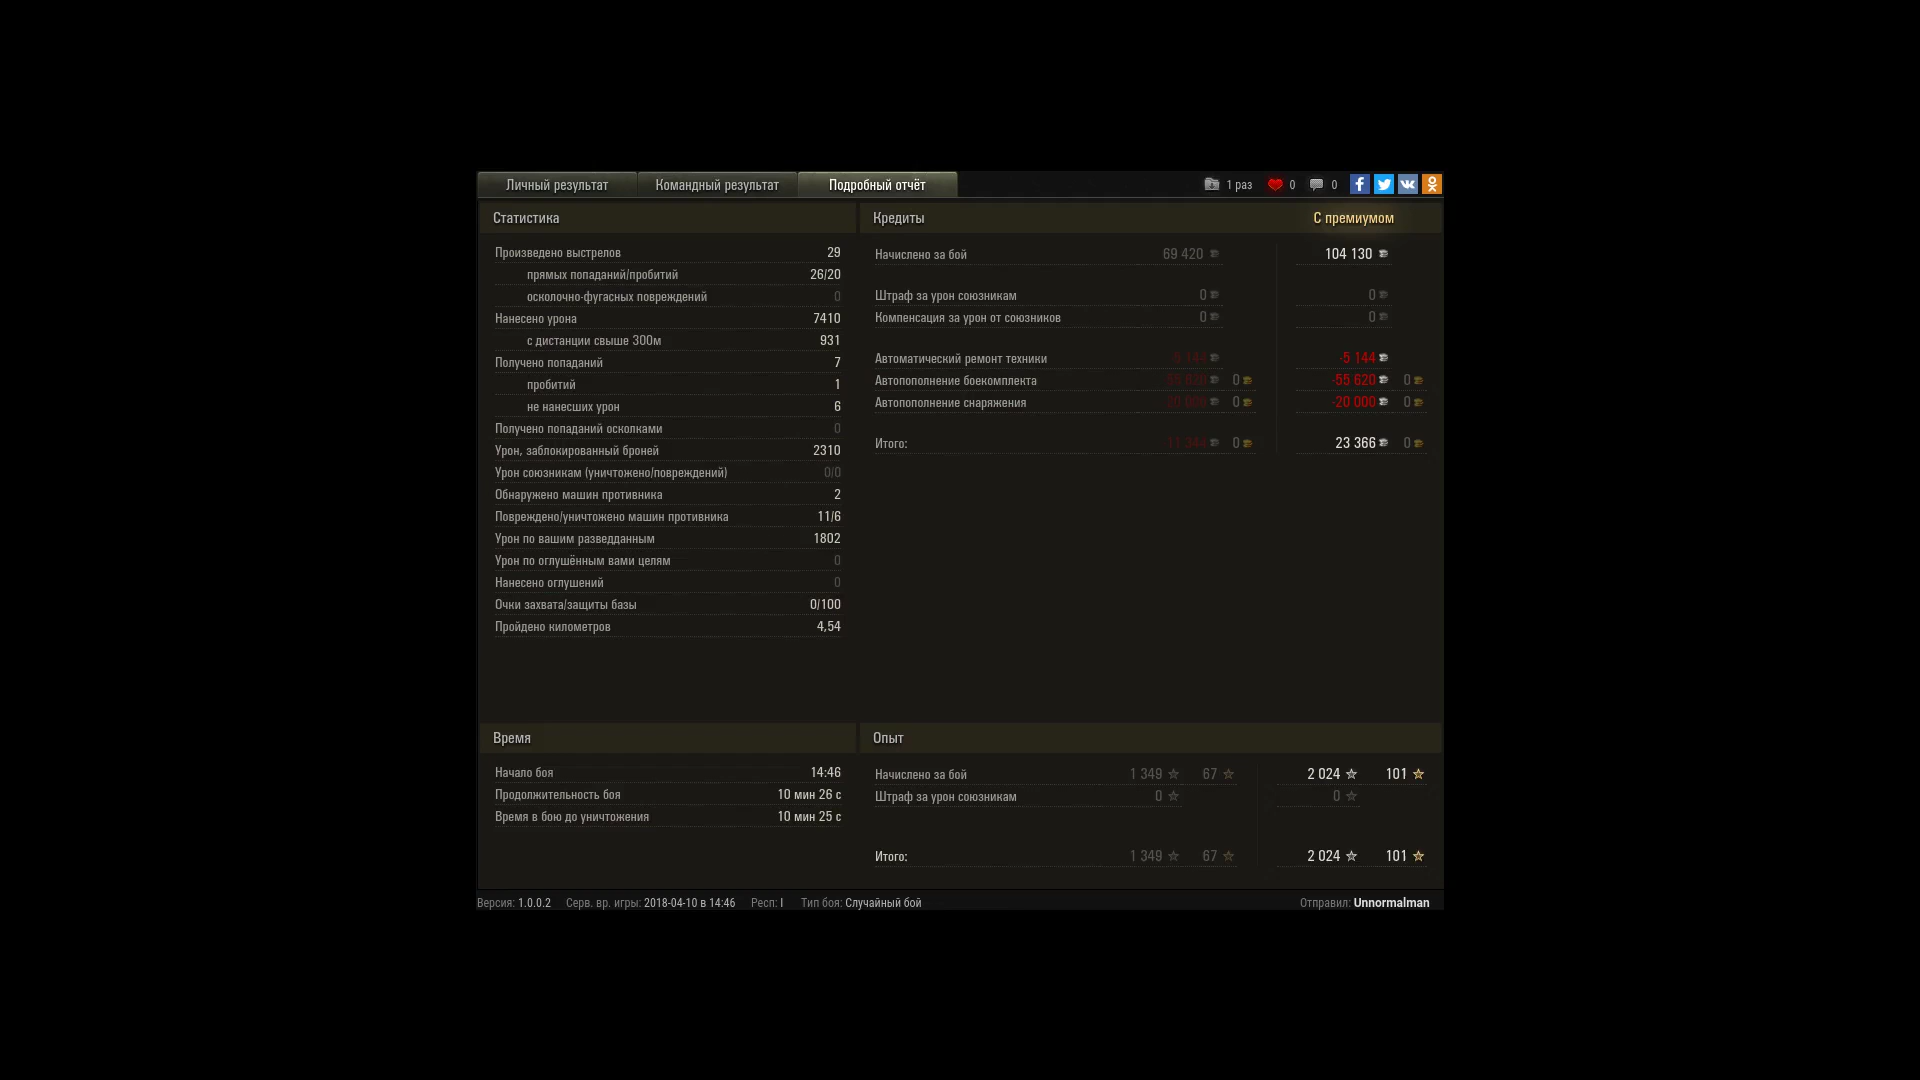 Личный результат Командный результат Подробный отчёт 1 раз 0 0
Статистика
Произведено выстрелов 29
прямых попаданий/пробитий 26/20
осколочно-фугасных повреждений 0
Нанесено урона 7410
с дистанции свыше 300м 931
Получено попаданий 7
пробитий 1
не нанесших урон 6
Получено попаданий осколками 0
Урон, заблокированный броней 2310
Урон союзникам (уничтожено/повреждений) 0/0
Обнаружено машин противника 2
Повреждено/уничтожено машин противника 11/6
Урон по вашим разведданным 1802
Урон по оглушённым вами целям 0
Нанесено оглушений 0
Очки захвата/защиты базы 0/100
Пройдено километров 4,54
Кредиты С премиумом
Начислено за бой 69 420 104 130
Штраф за урон союзникам 0 0
Компенсация за урон от союзников 0 0
Автоматический ремонт техники -5 144 -5 144
Автопополнение боекомплекта -55 620 0 -55 620 0
Автопополнение снаряжения -20 000 0 -20 000 0
Итого: -11 344 0 23 366 0
Время
Начало боя 14:46
Продолжительность боя 10 мин 26 с
Время в бою до уничтожения 10 мин 25 с
Опыт
Начислено за бой 1 349 67 2 024 101
Штраф за урон союзникам 0 0
Итого: 1 349 67 2 024 101
Версия: 1.0.0.2 Серв. вр. игры: 2018-04-10 в 14:46 Респ: I Тип боя: Случайный бой Отправил: Unnormalman